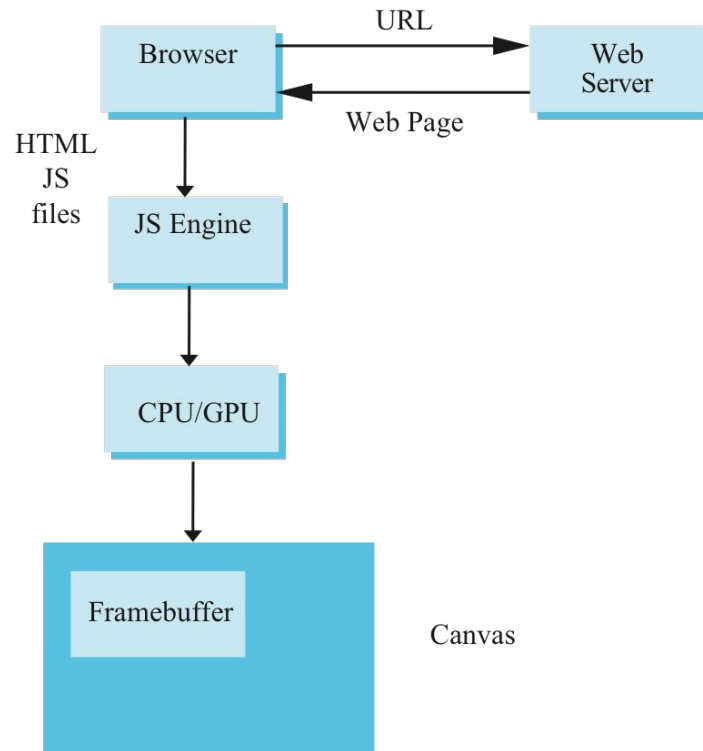 URL
Browser
Web
Server
Web Page
HTML
JS
files
JS Engine
CPU/GPU
Framebuffer
Canvas